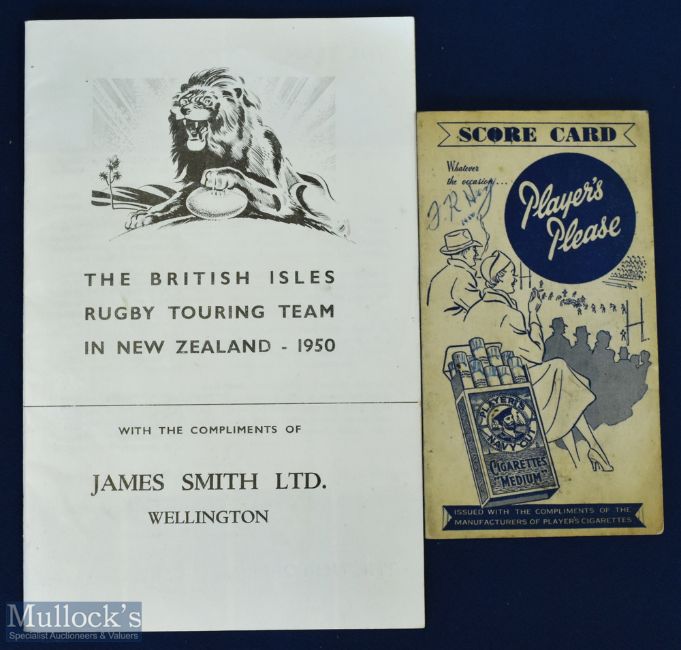 THE BRITISH ISLES
RUGBY TOURING TEAM
IN NEW ZEALAND - 1950
WITH THE COMPLIMENTS OF
JAMES SMITH LTD.
WELLINGTON
SCORE CARD
Whatever
the occasion...
Player's
Please
PLAYER'S
NAVY CUT
CIGARETTES
"MEDIUM"
ISSUED WITH THE COMPLIMENTS OF THE
MANUFACTURERS OF PLAYER'S CIGARETTES
Mullock's
Specialist Auctioneers & Valuers